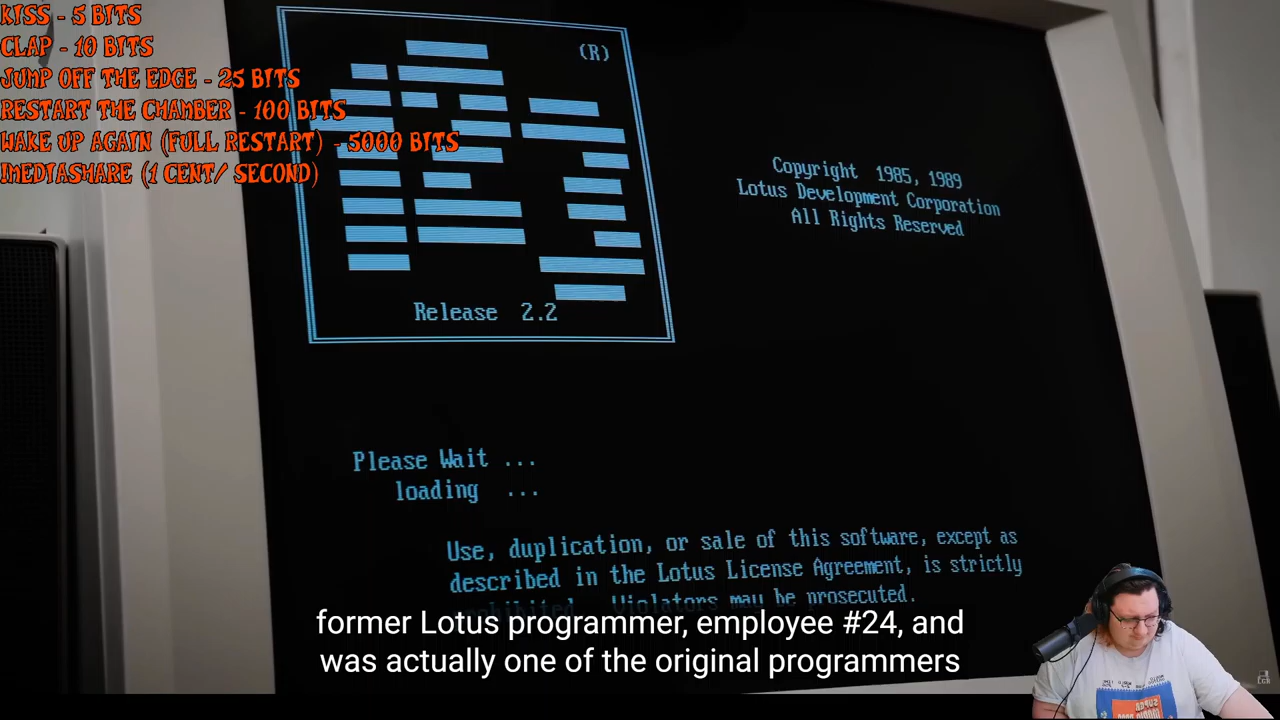 KISS - 5 BITS
CLAP - 10 BITS
JUMP OFF THE EDGE - 25 BITS
RESTART THE CHAMBER - 100 BITS
WAKE UP AGAIN (FULL RESTART) - 5000 BITS
!MEDIASHARE (1 CENT/ SECOND)
(R)
Release 2.2
Copyright 1985, 1989
Lotus Development Corporation
All Rights Reserved
Please Wait ...
loading ...
Use, duplication, or sale of this software, except as
described in the Lotus License Agreement, is strictly
prohibited. Violators may be prosecuted.
former Lotus programmer, employee #24, and
was actually one of the original programmers
LGR